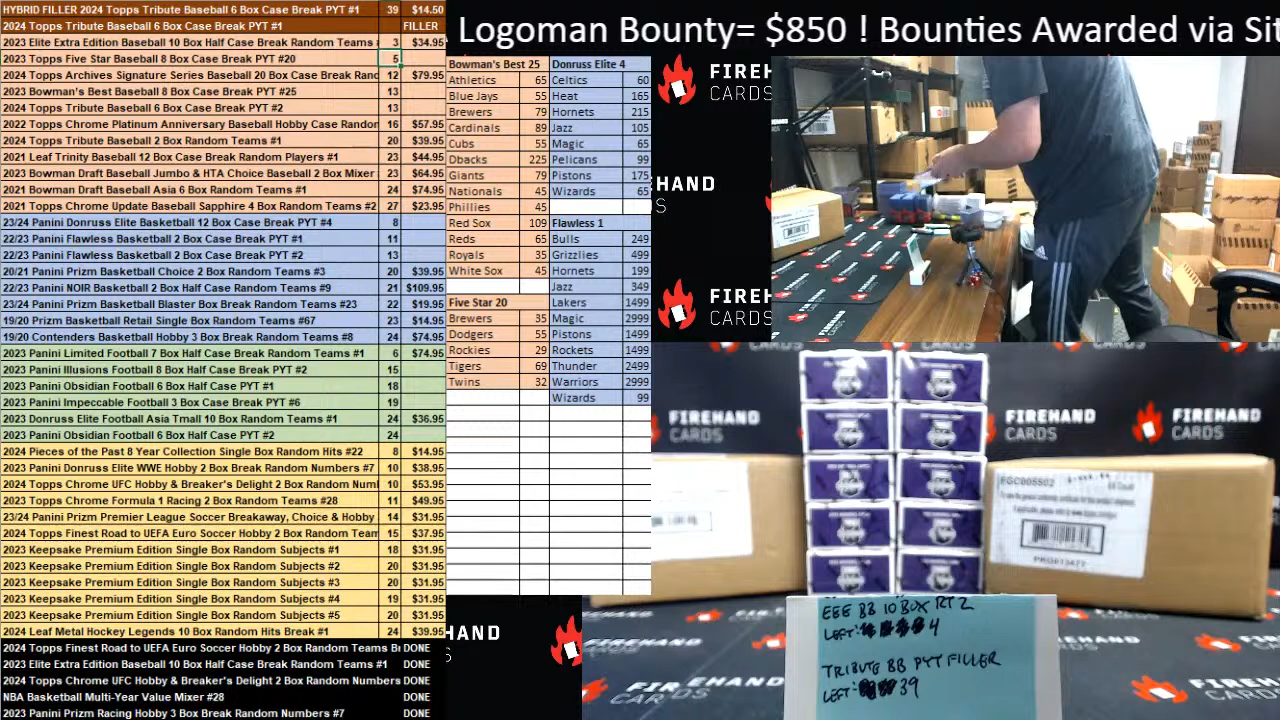 Logoman Bounty= $850 ! Bounties Awarded via Sit
HYBRID FILLER 2024 Topps Tribute Baseball 6 Box Case Break PYT #1 39 $14.50
2024 Topps Tribute Baseball 6 Box Case Break PYT #1 FILLER
2023 Elite Extra Edition Baseball 10 Box Half Case Break Random Teams 3 $34.95
2023 Topps Five Star Baseball 8 Box Case Break PYT #20 5
2024 Topps Archives Signature Series Baseball 20 Box Case Break Ranc 12 $79.95
2023 Bowman's Best Baseball 8 Box Case Break PYT #25 13
2024 Topps Tribute Baseball 6 Box Case Break PYT #2 13
2022 Topps Chrome Platinum Anniversary Baseball Hobby Case Randor 16 $57.95
2024 Topps Tribute Baseball 2 Box Random Teams #1 20 $39.95
2021 Leaf Trinity Baseball 12 Box Case Break Random Players #1 23 $44.95
2023 Bowman Draft Baseball Jumbo & HTA Choice Baseball 2 Box Mixer 23 $64.95
2021 Bowman Draft Baseball Asia 6 Box Random Teams #1 24 $74.95
2021 Topps Chrome Update Baseball Sapphire 4 Box Random Teams #2 27 $23.95
23/24 Panini Donruss Elite Basketball 12 Box Case Break PYT #4 8
22/23 Panini Flawless Basketball 2 Box Case Break PYT #1 11
22/23 Panini Flawless Basketball 2 Box Case Break PYT #2 13
20/21 Panini Prizm Basketball Choice 2 Box Random Teams #3 20 $39.95
22/23 Panini NOIR Basketball 2 Box Half Case Random Teams #9 21 $109.95
23/24 Panini Prizm Basketball Blaster Box Break Random Teams #23 22 $19.95
19/20 Prizm Basketball Retail Single Box Random Teams #67 23 $14.95
19/20 Contenders Basketball Hobby 3 Box Break Random Teams #8 24 $74.95
2023 Panini Limited Football 7 Box Half Case Break Random Teams #1 6 $74.95
2023 Panini Illusions Football 8 Box Half Case Break PYT #2 15
2023 Panini Obsidian Football 6 Box Half Case PYT #1 18
2023 Panini Impeccable Football 3 Box Case Break PYT #6 19
2023 Donruss Elite Football Asia Tmall 10 Box Random Teams #1 24 $36.95
2023 Panini Obsidian Football 6 Box Half Case PYT #2 24
2024 Pieces of the Past 8 Year Collection Single Box Random Hits #22 8 $14.95
2023 Panini Donruss Elite WWE Hobby 2 Box Break Random Numbers #7 10 $38.95
2024 Topps Chrome UFC Hobby & Breaker's Delight 2 Box Random Numl 10 $53.95
2023 Topps Chrome Formula 1 Racing 2 Box Random Teams #28 11 $49.95
23/24 Panini Prizm Premier League Soccer Breakaway, Choice & Hobby 14 $31.95
2024 Topps Finest Road to UEFA Euro Soccer Hobby 2 Box Random Team 15 $37.95
2023 Keepsake Premium Edition Single Box Random Subjects #1 18 $31.95
2023 Keepsake Premium Edition Single Box Random Subjects #2 20 $31.95
2023 Keepsake Premium Edition Single Box Random Subjects #3 20 $31.95
2023 Keepsake Premium Edition Single Box Random Subjects #4 19 $31.95
2023 Keepsake Premium Edition Single Box Random Subjects #5 20 $31.95
2024 Leaf Metal Hockey Legends 10 Box Random Hits Break #1 24 $39.95
2024 Topps Finest Road to UEFA Euro Soccer Hobby 2 Box Random Teams Br DONE
2023 Elite Extra Edition Baseball 10 Box Half Case Break Random Teams #1 DONE
2024 Topps Chrome UFC Hobby & Breaker's Delight 2 Box Random Numbers DONE
NBA Basketball Multi-Year Value Mixer #28 DONE
2023 Panini Prizm Racing Hobby 3 Box Break Random Numbers #7 DONE
Bowman's Best 25
Athletics 65
Blue Jays 55
Brewers 79
Cardinals 89
Cubs 55
Dbacks 225
Giants 79
Nationals 45
Phillies 45
Red Sox 109
Reds 65
Royals 35
White Sox 45
Five Star 20
Brewers 35
Dodgers 55
Rockies 29
Tigers 69
Twins 32
Donruss Elite 4
Celtics 60
Heat 165
Hornets 215
Jazz 105
Magic 65
Pelicans 99
Pistons 175
Wizards 65
Flawless 1
Bulls 249
Grizzlies 499
Hornets 199
Jazz 349
Lakers 1499
Magic 2999
Pistons 1499
Rockets 1499
Thunder 2499
Warriors 2999
Wizards 99
FIREH
CARDS
HAND
S
FIREH
CARDS
FIREHAND
CARDS
FIREHAND
CARDS
FIREHAND
CARDS
EEE BB 10 BOX RT 2
LEFT: 4
TRIBUTE BB PYT FILLER
LEFT: 39